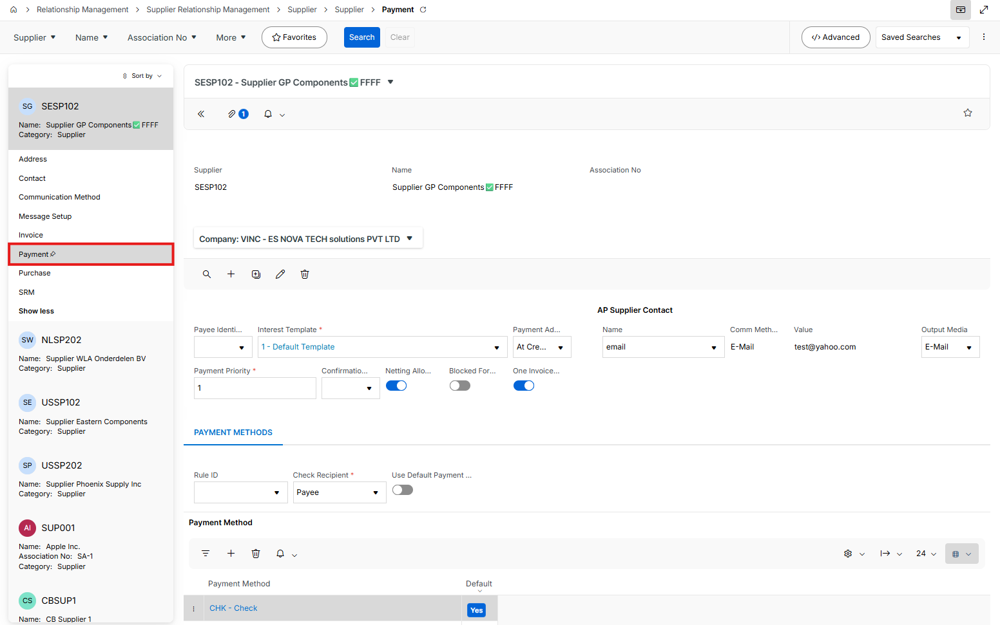 Relationship Management > Supplier Relationship Management > Supplier > Supplier > Payment
Supplier Name Association No More Favorites Search Clear </> Advanced Saved Searches
Sort by
SG SESP102
Name: Supplier GP Components✅FFFF
Category: Supplier
Address
Contact
Communication Method
Message Setup
Invoice
Payment
Purchase
SRM
Show less
SW NLSP202
Name: Supplier WLA Onderdelen BV
Category: Supplier
SE USSP102
Name: Supplier Eastern Components
Category: Supplier
SP USSP202
Name: Supplier Phoenix Supply Inc
Category: Supplier
AI SUP001
Name: Apple Inc.
Association No: SA-1
Category: Supplier
CS CBSUP1
Name: CB Supplier 1
SESP102 - Supplier GP Components✅FFFF
1
Supplier Name Association No
SESP102 Supplier GP Components✅FFFF
Company: VINC - ES NOVA TECH solutions PVT LTD
AP Supplier Contact
Payee Identi... Interest Template * Payment Ad... Name Comm Meth... Value Output Media
1 - Default Template At Cre... email E-Mail test@yahoo.com E-Mail
Payment Priority * Confirmatio... Netting Allo... Blocked For... One Invoice...
1
PAYMENT METHODS
Rule ID Check Recipient * Use Default Payment ...
Payee
Payment Method
24
Payment Method Default
CHK - Check Yes